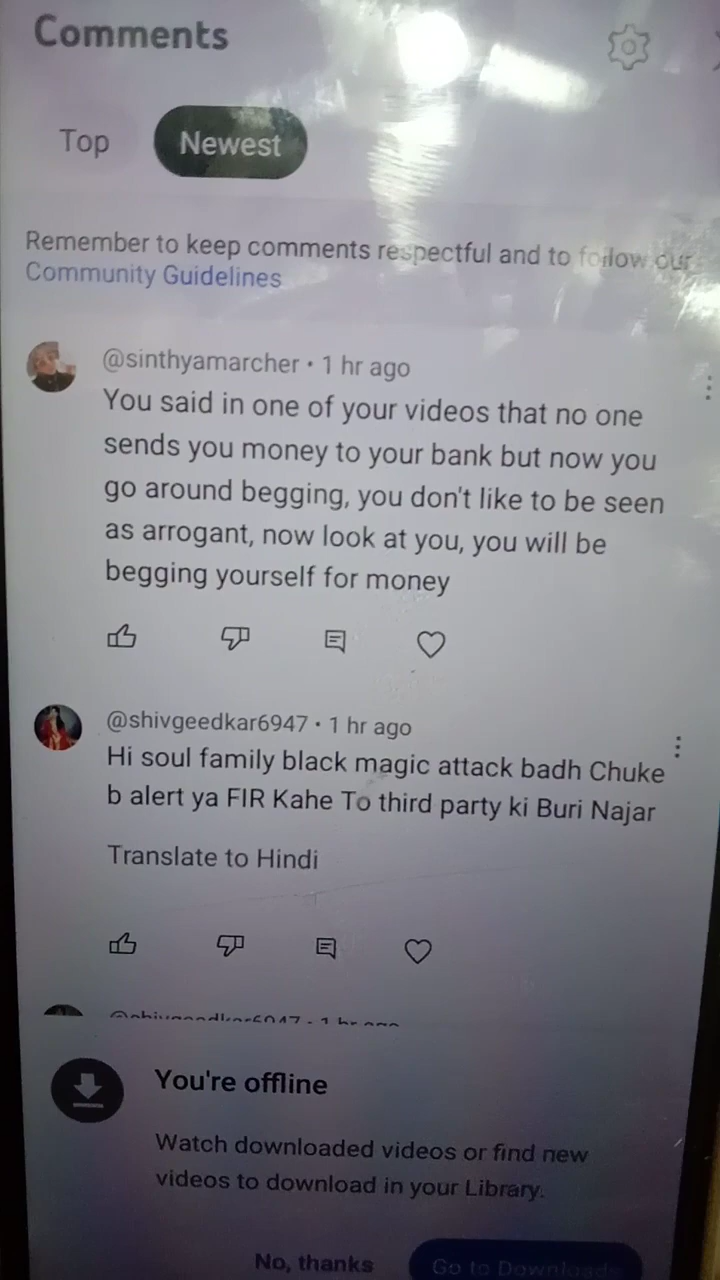 Comments
Top
Newest
Remember to keep comments respectful and to follow our
Community Guidelines
@sinthyamarcher • 1 hr ago
You said in one of your videos that no one
sends you money to your bank but now you
go around begging, you don't like to be seen
as arrogant, now look at you, you will be
begging yourself for money
@shivgeedkar6947 • 1 hr ago
Hi soul family black magic attack badh Chuke
b alert ya FIR Kahe To third party ki Buri Najar
Translate to Hindi
You're offline
Watch downloaded videos or find new
videos to download in your Library.
No, thanks
Go to Downloads